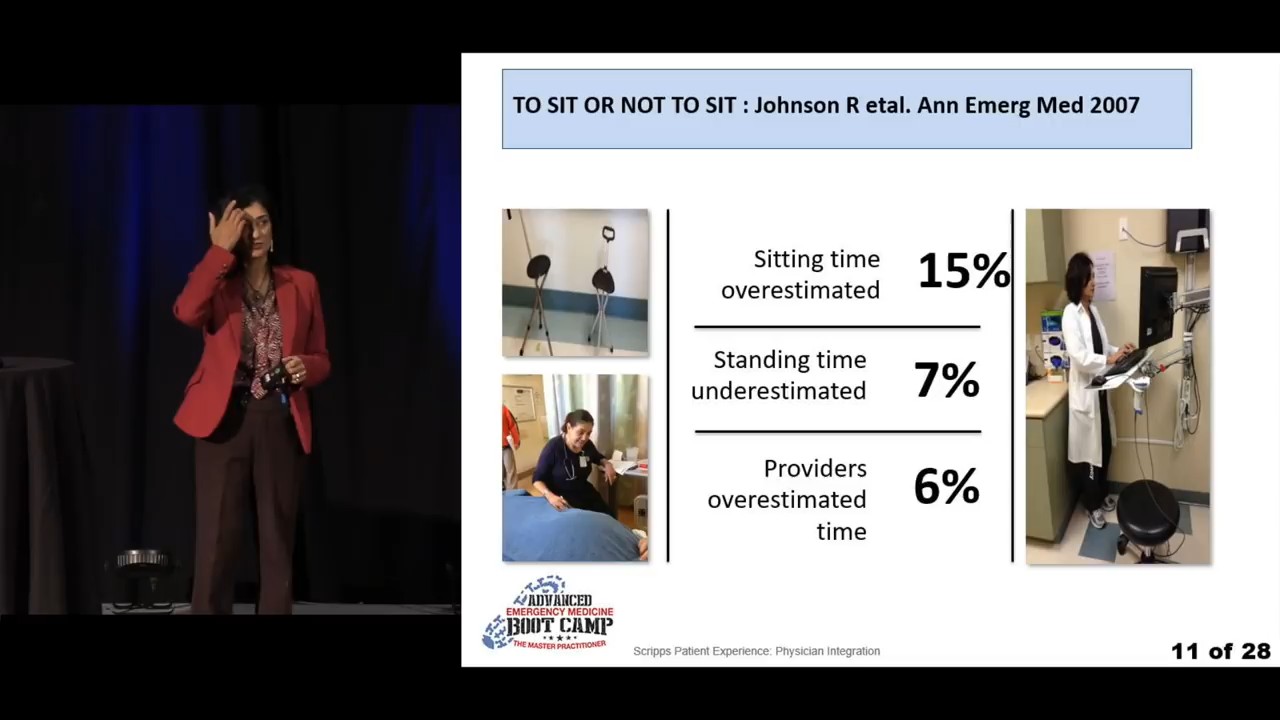 TO SIT OR NOT TO SIT : Johnson R etal. Ann Emerg Med 2007
Sitting time
overestimated
15%
Standing time
underestimated
7%
Providers
overestimated
time
6%
ADVANCED
EMERGENCY MEDICINE
BOOT CAMP
THE MASTER PRACTITIONER
Scripps Patient Experience: Physician Integration
11 of 28